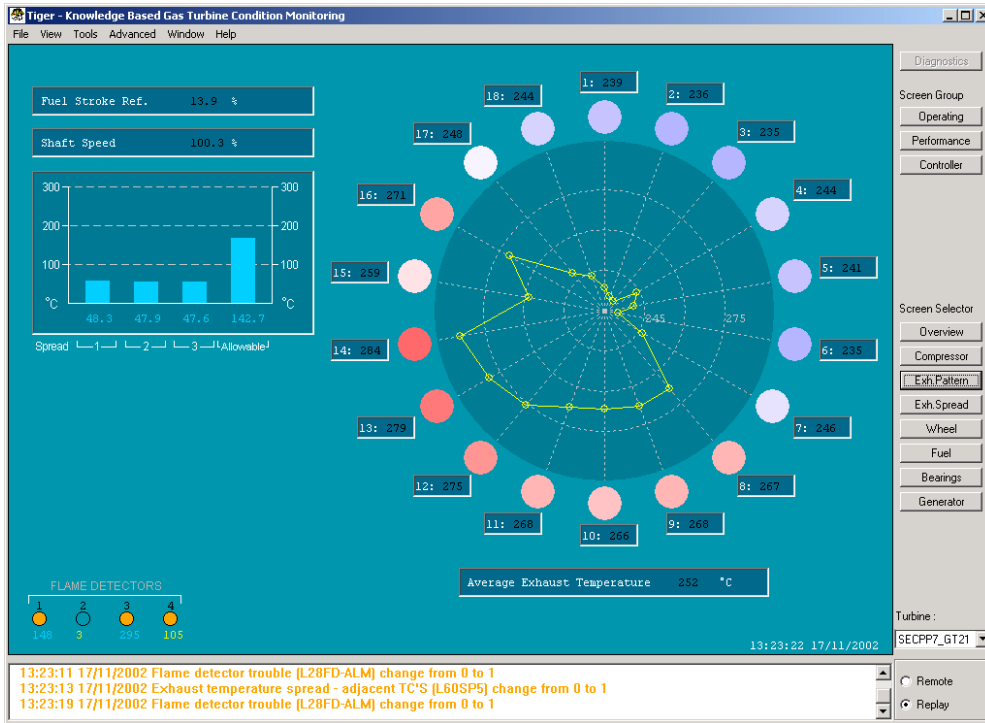 Tiger - Knowledge Based Gas Turbine Condition Monitoring
File View Tools Advanced Window Help
Fuel Stroke Ref. 13.9 %
Shaft Speed 100.3 %
300 300
200 200
100 100
°C °C
48.3 47.9 47.6 142.7
Spread 1 2 3 Allowable
1: 239
2: 236
3: 235
4: 244
5: 241
6: 235
7: 246
8: 267
9: 268
10: 266
11: 268
12: 275
13: 279
14: 284
15: 259
16: 271
17: 248
18: 244
245 275
Average Exhaust Temperature 252 °C
FLAME DETECTORS
1 2 3 4
148 3 295 105
13:23:22 17/11/2002
Diagnostics
Screen Group
Operating
Performance
Controller
Screen Selector
Overview
Compressor
Exh.Pattern
Exh.Spread
Wheel
Fuel
Bearings
Generator
Turbine :
SECPP7_GT21
Remote
Replay
13:23:11 17/11/2002 Flame detector trouble (L28FD-ALM) change from 0 to 1
13:23:13 17/11/2002 Exhaust temperature spread - adjacent TC'S (L60SP5) change from 0 to 1
13:23:19 17/11/2002 Flame detector trouble (L28FD-ALM) change from 0 to 1